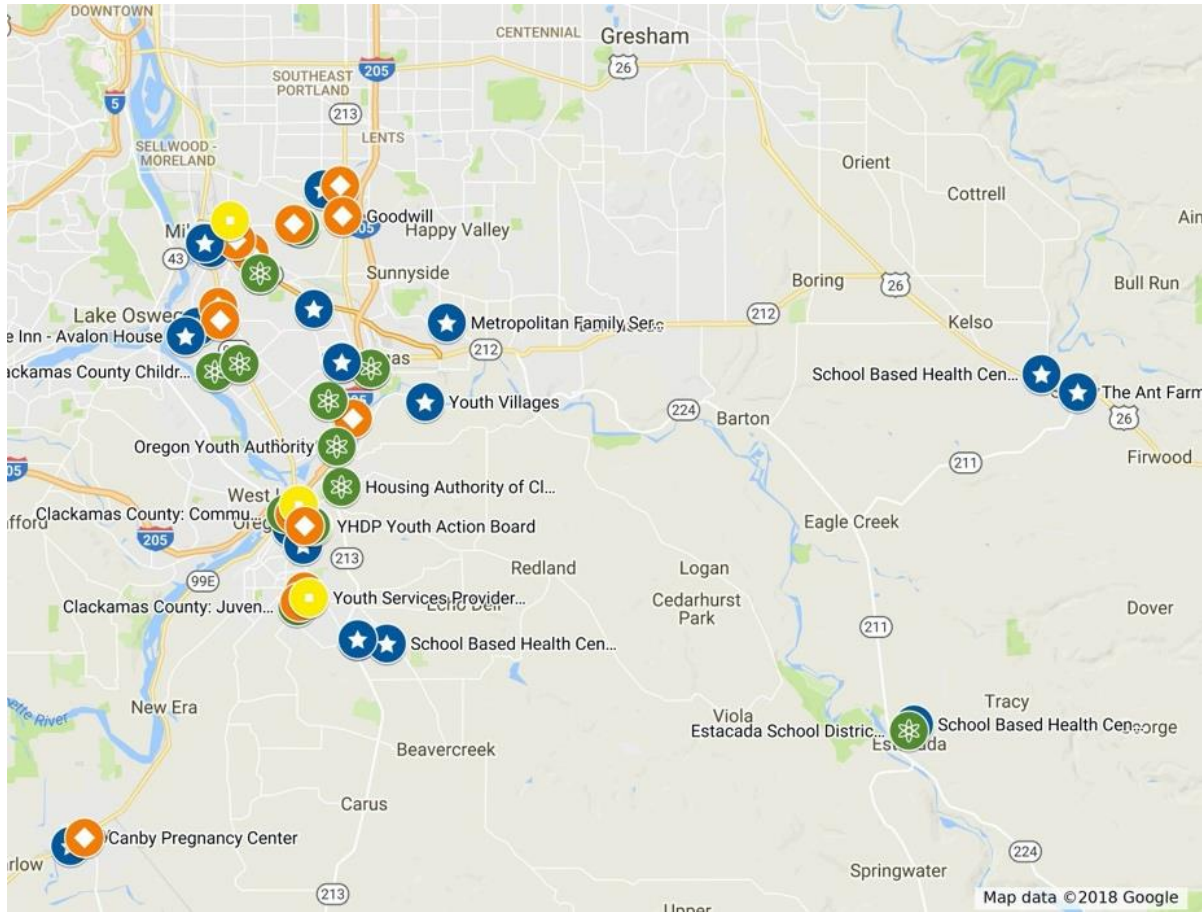 DOWNTOWN
CENTENNIAL
Gresham
26
205
SOUTHEAST
PORTLAND
5
213
LENTS
SELLWOOD -
MORELAND
Orient
Cottrell
Goodwill
205
Happy Valley
43
Sunnyside
Boring
26
Bull Run
Lake Oswe
Metropolitan Family Ser...
212
Kelso
e Inn - Avalon House
212
ackamas County Childr...
School Based Health Cen...
The Ant Farm
Youth Villages
224
Barton
26
Oregon Youth Authority
211
Firwood
West
Housing Authority of Cl...
Clackamas County: Commu...
YHDP Youth Action Board
Eagle Creek
205
213
Redland
Logan
99E
Clackamas County: Juven...
Youth Services Provider...
Cedarhurst
Park
Dover
211
School Based Health Cen...
New Era
Viola
Tracy
Estacada School Distric...
School Based Health Cen...
Estacada
Beavercreek
Carus
Canby Pregnancy Center
224
Springwater
213
Map data ©2018 Google